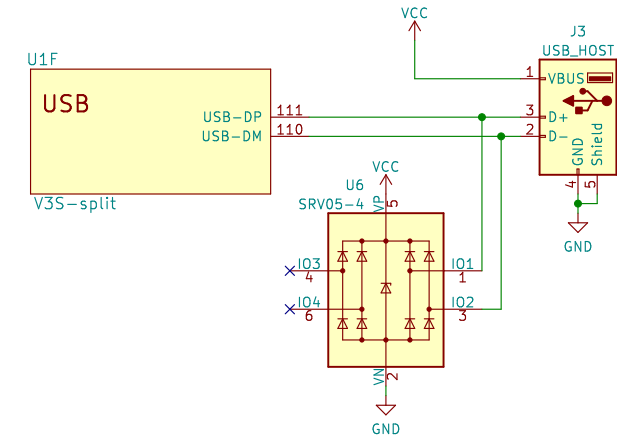 VCC
J3
USB_HOST
U1F
USB
1
VBUS
USB-DP
111
3
D+
USB-DM
110
2
D-
GND
Shield
4
5
V3S-split
VCC
U6
SRV05-4
VP
5
GND
IO3
4
IO1
1
IO4
6
IO2
3
VN
2
GND